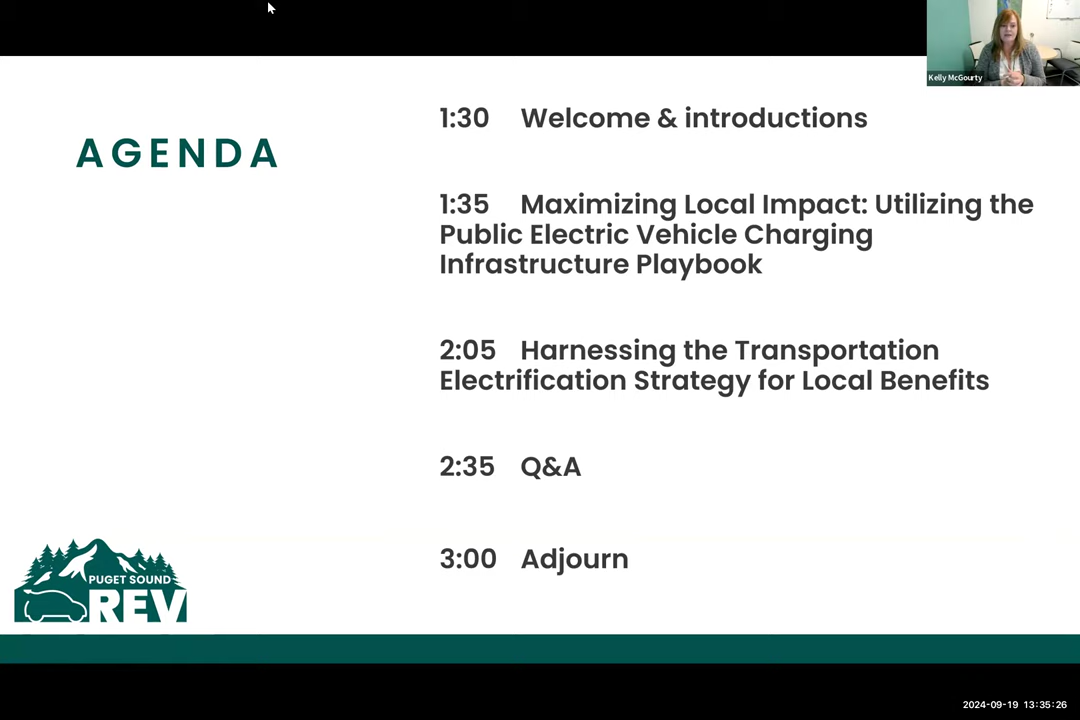 Kelly McGourty
AGENDA
1:30 Welcome & introductions
1:35 Maximizing Local Impact: Utilizing the
Public Electric Vehicle Charging
Infrastructure Playbook
2:05 Harnessing the Transportation
Electrification Strategy for Local Benefits
2:35 Q&A
3:00 Adjourn
PUGET SOUND
REV
2024-09-19 13:35:26